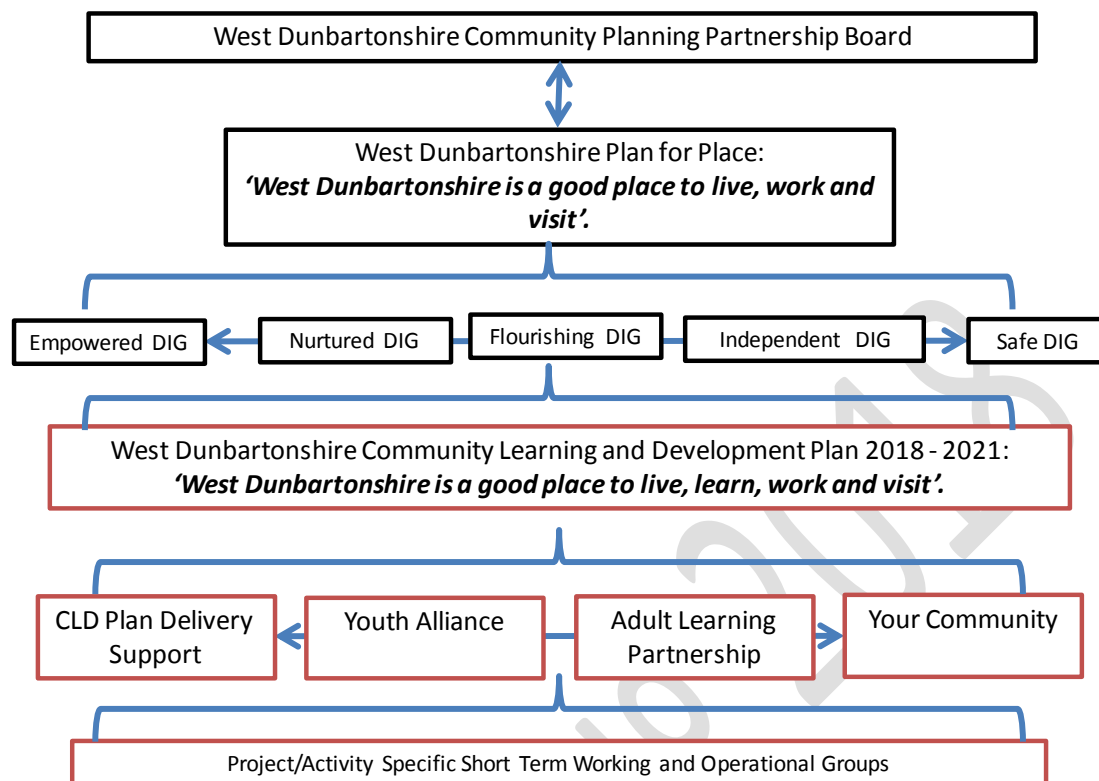 West Dunbartonshire Community Planning Partnership Board
West Dunbartonshire Plan for Place:
‘West Dunbartonshire is a good place to live, work and
visit’.
Empowered DIG
Nurtured DIG
Flourishing DIG
Independent DIG
Safe DIG
West Dunbartonshire Community Learning and Development Plan 2018 - 2021:
‘West Dunbartonshire is a good place to live, learn, work and visit’.
CLD Plan Delivery
Support
Youth Alliance
Adult Learning
Partnership
Your Community
Project/Activity Specific Short Term Working and Operational Groups
2018